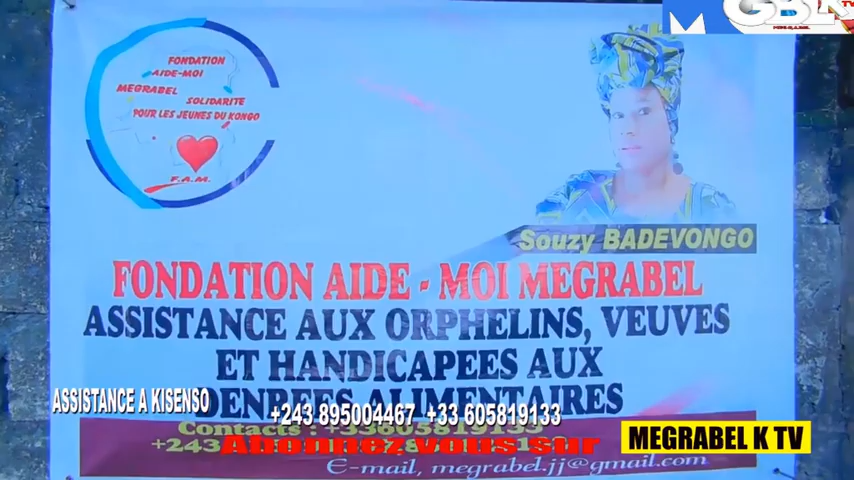 FONDATION
AIDE-MOI
MEGRABEL
SOLIDARITE
POUR LES JEUNES DU KONGO
F.A.M.
Souzy BADEVONGO
FONDATION AIDE - MOI MEGRABEL
ASSISTANCE AUX ORPHELINS, VEUVES
ET HANDICAPEES AUX
DENREES ALIMENTAIRES
ASSISTANCE A KISENSO
+243 895004467 +33 605819133
Contacts : +33605819133
+243
Abonnez vous sur
MEGRABEL K TV
E-mail, megrabel.jj@gmail.com